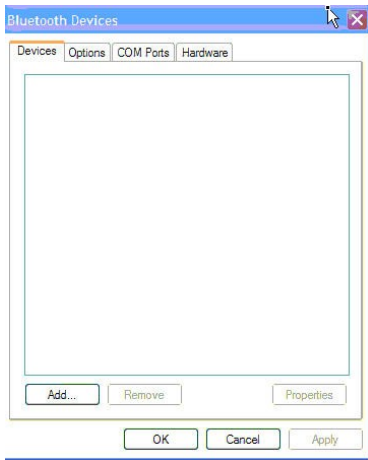 Bluetooth Devices
Devices Options COM Ports Hardware
Add... Remove Properties
OK Cancel Apply